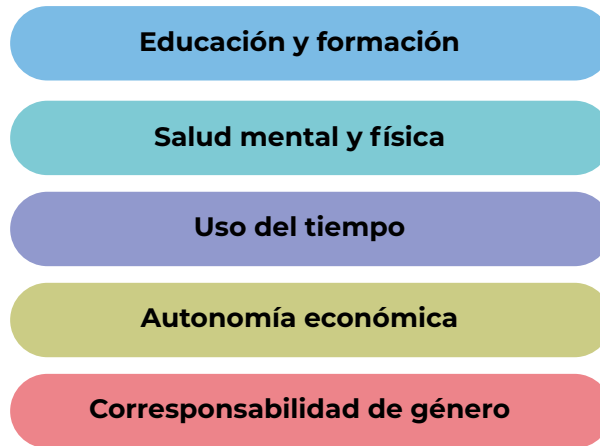 Educación y formación
Salud mental y física
Uso del tiempo
Autonomía económica
Corresponsabilidad de género